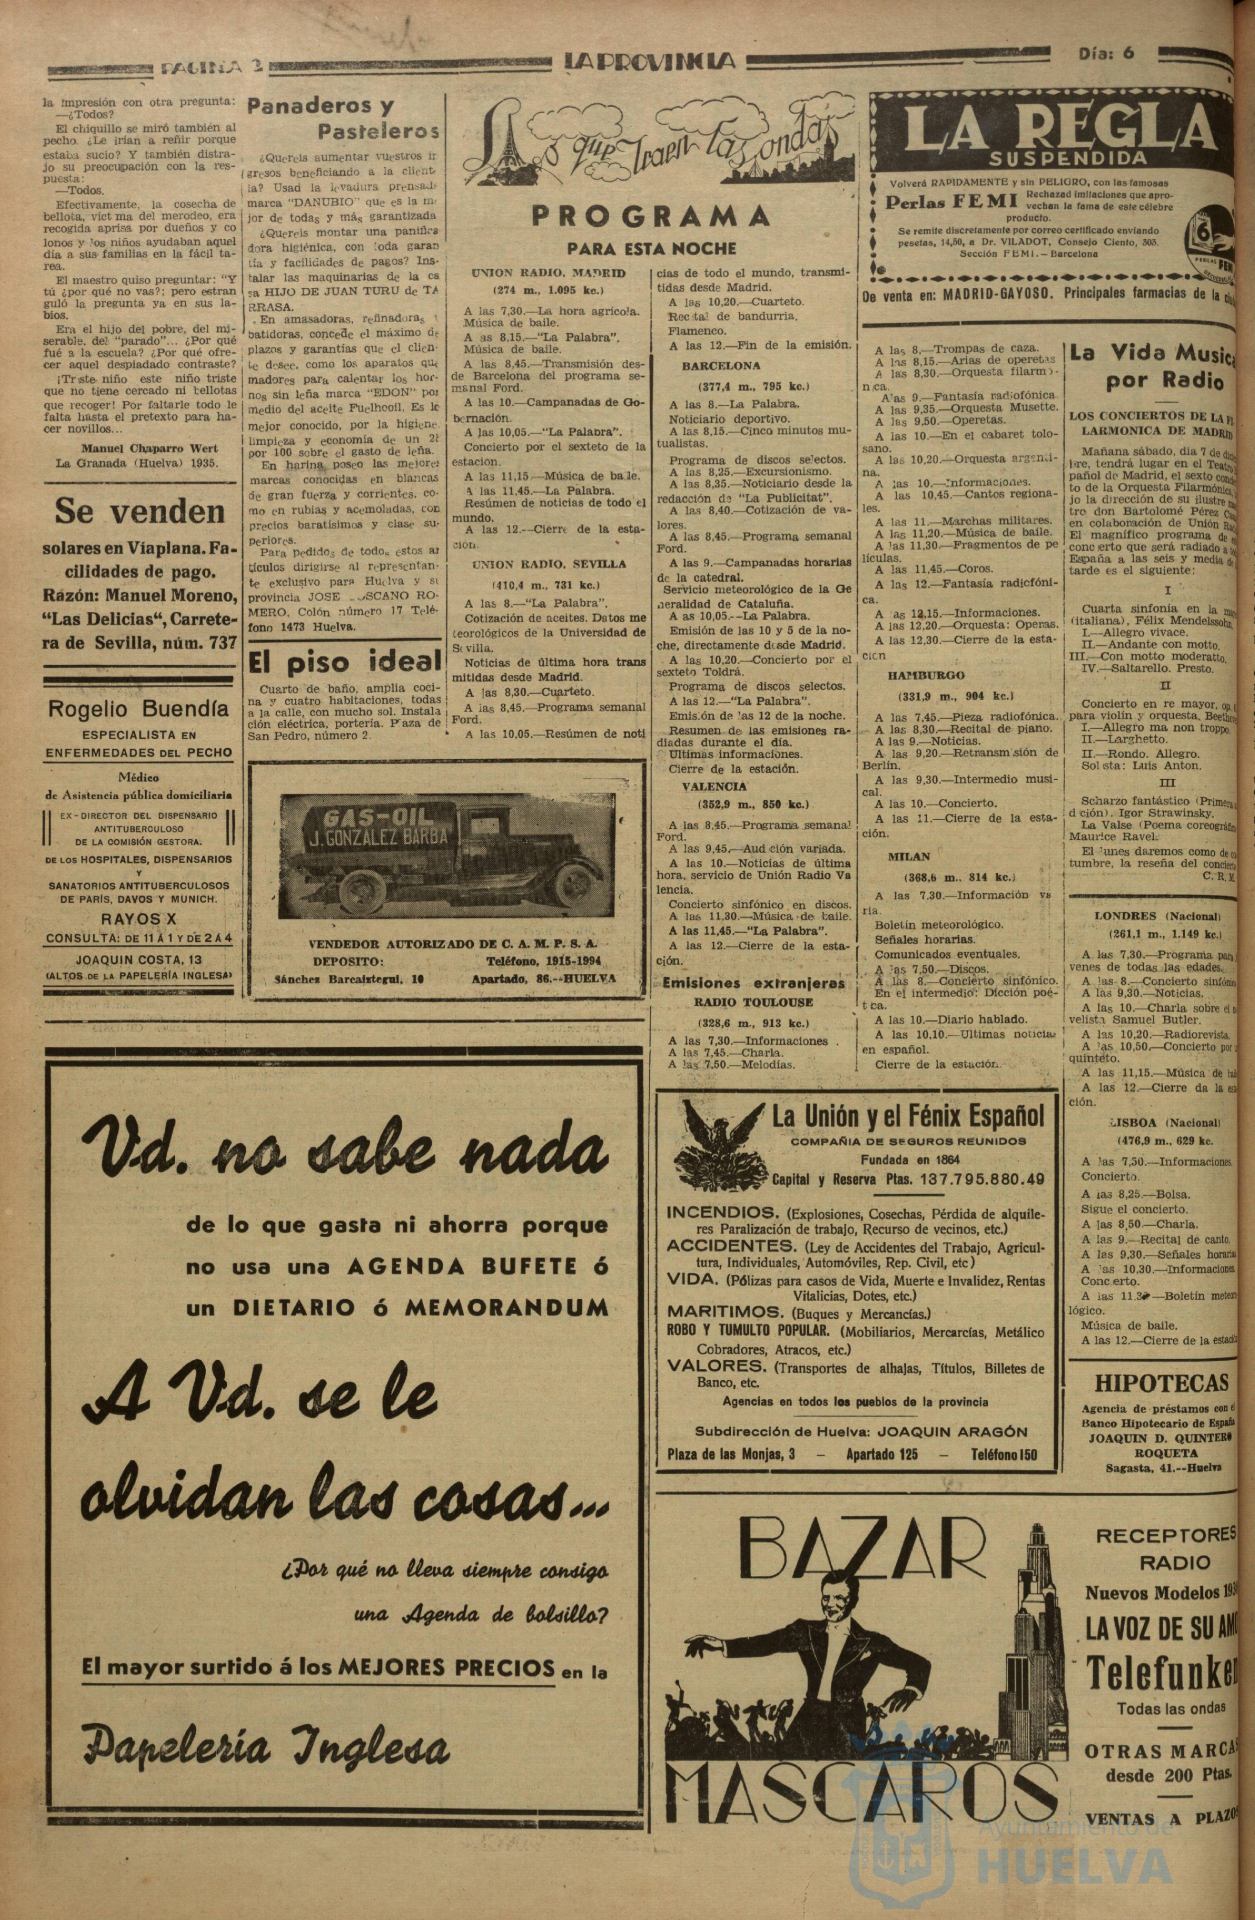 PAGINA 2
LA PROVINCIA
Día: 6
la impresión con otra pregunta:
—¿Todos?
El chiquillo se miró también al
pecho. ¿Le irían a reñir porque
estaba sucio? Y también distra-
jo su preocupación con la res-
puesta:
—Todos.
Efectivamente, la cosecha de
bellota, víct ma del merodeo, era
recogida aprisa por dueños y co
lonos y los niños ayudaban aquel
día a sus familias en la fácil ta-
rea.
El maestro quiso preguntar: "Y
tú ¿por qué no vas?; pero estran
guló la pregunta ya en sus la-
bios.
Era el hijo del pobre, del mi-
serable, del "parado"... ¿Por qué
fué a la escuela? ¿Por qué ofre-
cer aquel despiadado contraste?
¡Triste niño este niño triste
que no tiene cercado ni bellotas
que recoger! Por faltarle todo le
falta hasta el pretexto para ha-
cer novillos...
Manuel Chaparro Wert
La Granada (Huelva) 1935.
Se venden
solares en Viaplana. Fa-
cilidades de pago.
Razón: Manuel Moreno,
"Las Delicias", Carrete-
ra de Sevilla, núm. 737
Rogelio Buendía
ESPECIALISTA EN
ENFERMEDADES DEL PECHO
Médico
de Asistencia pública domiciliaria
EX-DIRECTOR DEL DISPENSARIO
ANTITUBERCULOSO
DE LA COMISIÓN GESTORA.
DE LOS HOSPITALES, DISPENSARIOS
Y
SANATORIOS ANTITUBERCULOSOS
DE PARÍS, DAVOS Y MUNICH.
RAYOS X
CONSULTA: DE 11 Á 1 Y DE 2 Á 4
JOAQUIN COSTA, 13
(ALTOS DE LA PAPELERÍA INGLESA)
Panaderos y
Pasteleros
¿Quereis aumentar vuestros in
gresos beneficiando a la client
la? Usad la levadura prensada
marca "DANUBIO" que es la me
jor de todas y más garantizada
¿Quereis montar una panifica
dora higiénica, con toda garan
tía y facilidades de pago? Ins-
talar las maquinarias de la ca
sa HIJO DE JUAN TURU de TA
RRASA.
En amasadoras, refinadoras y
batidoras, concede el máximo de
plazos y garantías que el clien-
te desee, como los aparatos que
madores para calentar los hor-
nos sin leña marca "EDON" por
medio del aceite Fuelhcoil. Es lo
mejor conocido, por la higiene,
limpieza y economía de un 25
por 100 sobre el gasto de leña.
En harina poseo las mejores
marcas conocidas en blancas
de gran fuerza y corrientes, co-
mo en rubias y acemoladas, con
precios baratísimos y clase su-
periores.
Para pedidos de todos estos ar
tículos dirigirse al representan-
te exclusivo para Huelva y su
provincia JOSE LOSCANO RO-
MERO, Colón número 17 Telé-
fono 1473 Huelva.
El piso ideal
Cuarto de baño, amplia coci-
na y cuatro habitaciones, todas
a la calle, con mucho sol. Instala
ción eléctrica, portería. Plaza de
San Pedro, número 2.
GAS-OIL
J. GONZALEZ BARBA
VENDEDOR AUTORIZADO DE C. A. M. P. S. A.
DEPOSITO: Teléfono, 1915-1994
Sánchez Barcaiztegui, 10 Apartado, 86.--HUELVA
Vd. no sabe nada
de lo que gasta ni ahorra porque
no usa una AGENDA BUFETE ó
un DIETARIO ó MEMORANDUM
A Vd. se le
olvidan las cosas...
¿Por qué no lleva siempre consigo
una Agenda de bolsillo?
El mayor surtido á los MEJORES PRECIOS en la
Papelería Inglesa
Lo que traen las ondas
PROGRAMA
PARA ESTA NOCHE
UNION RADIO, MADRID
(274 m., 1.095 kc.)
A las 7,30.—La hora agrícola.
Música de baile.
A as 8,15.—"La Palabra".
Música de baile.
A las 8,45.—Transmisión des-
de Barcelona del programa se-
manal Ford.
A las 10.—Campanadas de Go-
bernación.
A las 10,05.—"La Palabra".
Concierto por el sexteto de la
estación.
A las 11,15.—Música de baile.
A las 11,45.—La Palabra.
Resúmen de noticias de todo el
mundo.
A las 12.—Cierre de la esta-
ción.
UNION RADIO, SEVILLA
(410,4 m., 731 kc.)
A las 8.—"La Palabra".
Cotización de aceites. Datos me
teorológicos de la Universidad de
Sevilla.
Noticias de última hora trans
mitidas desde Madrid.
A las 8,30.—Cuarteto.
A las 8,45.—Programa semanal
Ford.
A las 10,05.—Resúmen de noti
cias de todo el mundo, transmi-
tidas desde Madrid.
A las 10,20.—Cuarteto.
Recital de bandurria.
Flamenco.
A las 12.—Fin de la emisión.
BARCELONA
(377,4 m., 795 kc.)
A las 8.—La Palabra.
Noticiario deportivo.
A las 8,15.—Cinco minutos mu-
tualistas.
Programa de discos selectos.
A las 8,25.—Excursionismo.
A las 8,35.—Noticiario desde la
redacción de "La Publicitat".
A las 8,40.—Cotización de va-
lores.
A las 8,45.—Programa semanal
Ford.
A las 9.—Campanadas horarias
de la catedral.
Servicio meteorológico de la Ge
neralidad de Cataluña.
A as 10,05.—La Palabra.
Emisión de las 10 y 5 de la no-
che, directamente desde Madrid.
A las 10,20.—Concierto por el
sexteto Toldrá.
Programa de discos selectos.
A las 12.—"La Palabra".
Emisión de las 12 de la noche.
Resumen de las emisiones ra-
diadas durante el día.
Ultimas informaciones.
Cierre de la estación.
VALENCIA
(352,9 m., 850 kc.)
A las 8,45.—Programa semanal
Ford.
A las 9,45.—Audición variada.
A las 10.—Noticias de última
hora, servicio de Unión Radio Va
lencia.
Concierto sinfónico en discos.
A las 11,30.—Música de baile.
A las 11,45.—"La Palabra".
A las 12.—Cierre de la esta-
ción.
Emisiones extranjeras
RADIO TOULOUSE
(328,6 m., 913 kc.)
A las 7,30.—Informaciones.
A las 7,45.—Charla.
A las 7,50.—Melodías.
A las 8.—Trompas de caza.
A las 8,15.—Arias de operetas
A las 8,30.—Orquesta filarmó-
nica.
A las 9.—Fantasía radiofónica.
A las 9,35.—Orquesta Musette.
A las 9,50.—Operetas.
A las 10.—En el cabaret tolo-
sano.
A las 10,20.—Orquesta argenti-
na.
A las 10.—Informaciones.
A las 10,45.—Cantos regiona-
les.
A las 11.—Marchas militares.
A las 11,20.—Música de baile.
A las 11,30.—Fragmentos de pe
lículas.
A las 11,45.—Coros.
A las 12.—Fantasía radiofóni-
ca.
A as 12,15.—Informaciones.
A las 12,20.—Orquesta: Operas.
A las 12,30.—Cierre de la esta-
ción
HAMBURGO
(331,9 m., 904 kc.)
A las 7,45.—Pieza radiofónica.
A las 8,30.—Recital de piano.
A las 9.—Noticias.
A las 9,20.—Retransmisión de
Berlín.
A las 9,30.—Intermedio musi-
cal.
A las 10.—Concierto.
A las 11.—Cierre de la esta-
ción.
MILAN
(368,6 m., 814 kc.)
A las 7,30.—Información va
ria.
Boletín meteorológico.
Señales horarias.
Comunicados eventuales.
A las 7,50.—Discos.
A las 8.—Concierto sinfónico.
En el intermedio: Dicción poé-
tica.
A las 10.—Diario hablado.
A las 10,10.—Ultimas noticias
en español.
Cierre de la estación.
LA REGLA
SUSPENDIDA
Volverá RAPIDAMENTE y sin PELIGRO, con las famosas
Perlas FEMI Rechazad imitaciones que apro-
vechan la fama de este célebre
producto.
Se remite discretamente por correo certificado enviando
pesetas, 14,50, a Dr. VILADOT, Consejo Ciento, 303.
Sección FEMI.—Barcelona
6
PERLAS FEMI
De venta en: MADRID-GAYOSO. Principales farmacias de la
La Vida Musica
por Radio
LOS CONCIERTOS DE LA
LARMONICA DE MADRID
Mañana sábado, día 7 de
bre, tendrá lugar en el Teatro
pañol de Madrid, el sexto
to de la Orquesta Filarmónica,
jo la dirección de su ilustre
tro don Bartolomé Pérez
en colaboración de Unión
El magnífico programa de
concierto que será radiado a
España a las seis y media de
tarde es el siguiente:
I
Cuarta sinfonía en la
(italiana), Félix Mendelssohn.
I.—Allegro vivace.
II.—Andante con motto.
III.—Con motto moderatto.
IV.—Saltarello. Presto.
II
Concierto en re mayor, op.
para violín y orquesta, Beethov
I.—Allegro ma non troppo.
II.—Larghetto.
II.—Rondo. Allegro.
Solista: Luis Anton.
III
Scharzo fantástico (Primera
dición), Igor Strawinsky.
La Valse (Poema coreográfi
Maurice Ravel.
El lunes daremos como de
tumbre, la reseña del concierto
C. R. M.
LONDRES (Nacional)
(261,1 m., 1.149 kc.)
A las 7,30.—Programa para
venes de todas las edades.
A las 8.—Concierto sinfónico
A las 9,30.—Noticias.
A las 10.—Charla sobre el
velista Samuel Butler.
A las 10,20.—Radiorevista.
A las 10,50.—Concierto por
quinteto.
A las 11,15.—Música de
A las 12.—Cierre da la
ción.
LISBOA (Nacional)
(476,9 m., 629 kc.
A las 7,50.—Informaciones.
Concierto.
A las 8,25.—Bolsa.
Sigue el concierto.
A las 8,50.—Charla.
A las 9.—Recital de canto.
A las 9,30.—Señales horarias
A las 10,30.—Informaciones.
Concierto.
A las 11.—Boletín meteoro
lógico.
Música de baile.
A las 12.—Cierre de la estació
HIPOTECAS
Agencia de préstamos con el
Banco Hipotecario de España
JOAQUIN D. QUINTERO
ROQUETA
Sagasta, 41.--Huelva
La Unión y el Fénix Español
COMPAÑIA DE SEGUROS REUNIDOS
Fundada en 1864
Capital y Reserva Ptas. 137.795.880.49
INCENDIOS. (Explosiones, Cosechas, Pérdida de alquile-
res Paralización de trabajo, Recurso de vecinos, etc.)
ACCIDENTES. (Ley de Accidentes del Trabajo, Agricul-
tura, Individuales, Automóviles, Rep. Civil, etc)
VIDA. (Pólizas para casos de Vida, Muerte e Invalidez, Rentas
Vitalicias, Dotes, etc.)
MARITIMOS. (Buques y Mercancías.)
ROBO Y TUMULTO POPULAR. (Mobiliarios, Mercarcías, Metálico
Cobradores, Atracos, etc.)
VALORES. (Transportes de alhajas, Títulos, Billetes de
Banco, etc.
Agencias en todos los pueblos de la provincia
Subdirección de Huelva: JOAQUIN ARAGÓN
Plaza de las Monjas, 3 – Apartado 125 – Teléfono 150
BAZAR
MASCAROS
RECEPTORES
RADIO
Nuevos Modelos
LA VOZ DE SU AMO
Telefunken
Todas las ondas
OTRAS MARCAS
desde 200 Ptas.
VENTAS A PLAZOS
Ayuntamiento de
HUELVA